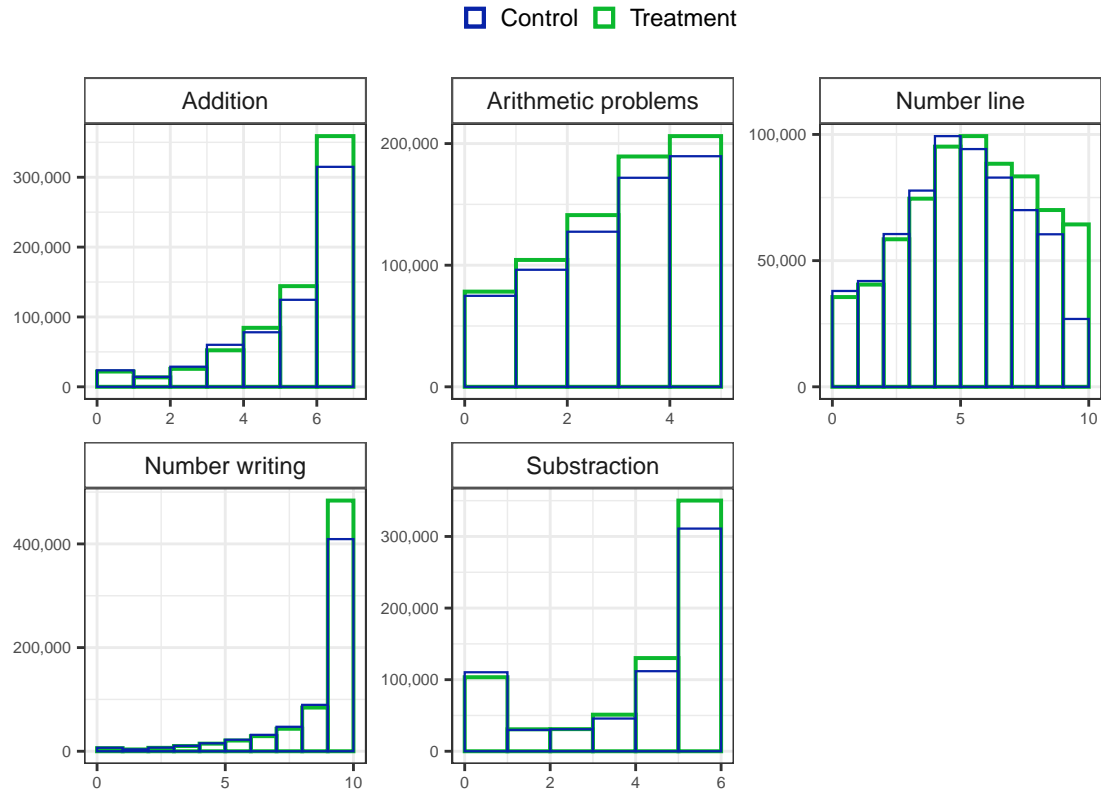 Control Treatment
Addition
300,000
200,000
100,000
0
0 2 4 6
Arithmetic problems
200,000
100,000
0
0 2 4
Number line
100,000
50,000
0
0 5 10
Number writing
400,000
200,000
0
0 5 10
Substraction
300,000
200,000
100,000
0
0 2 4 6